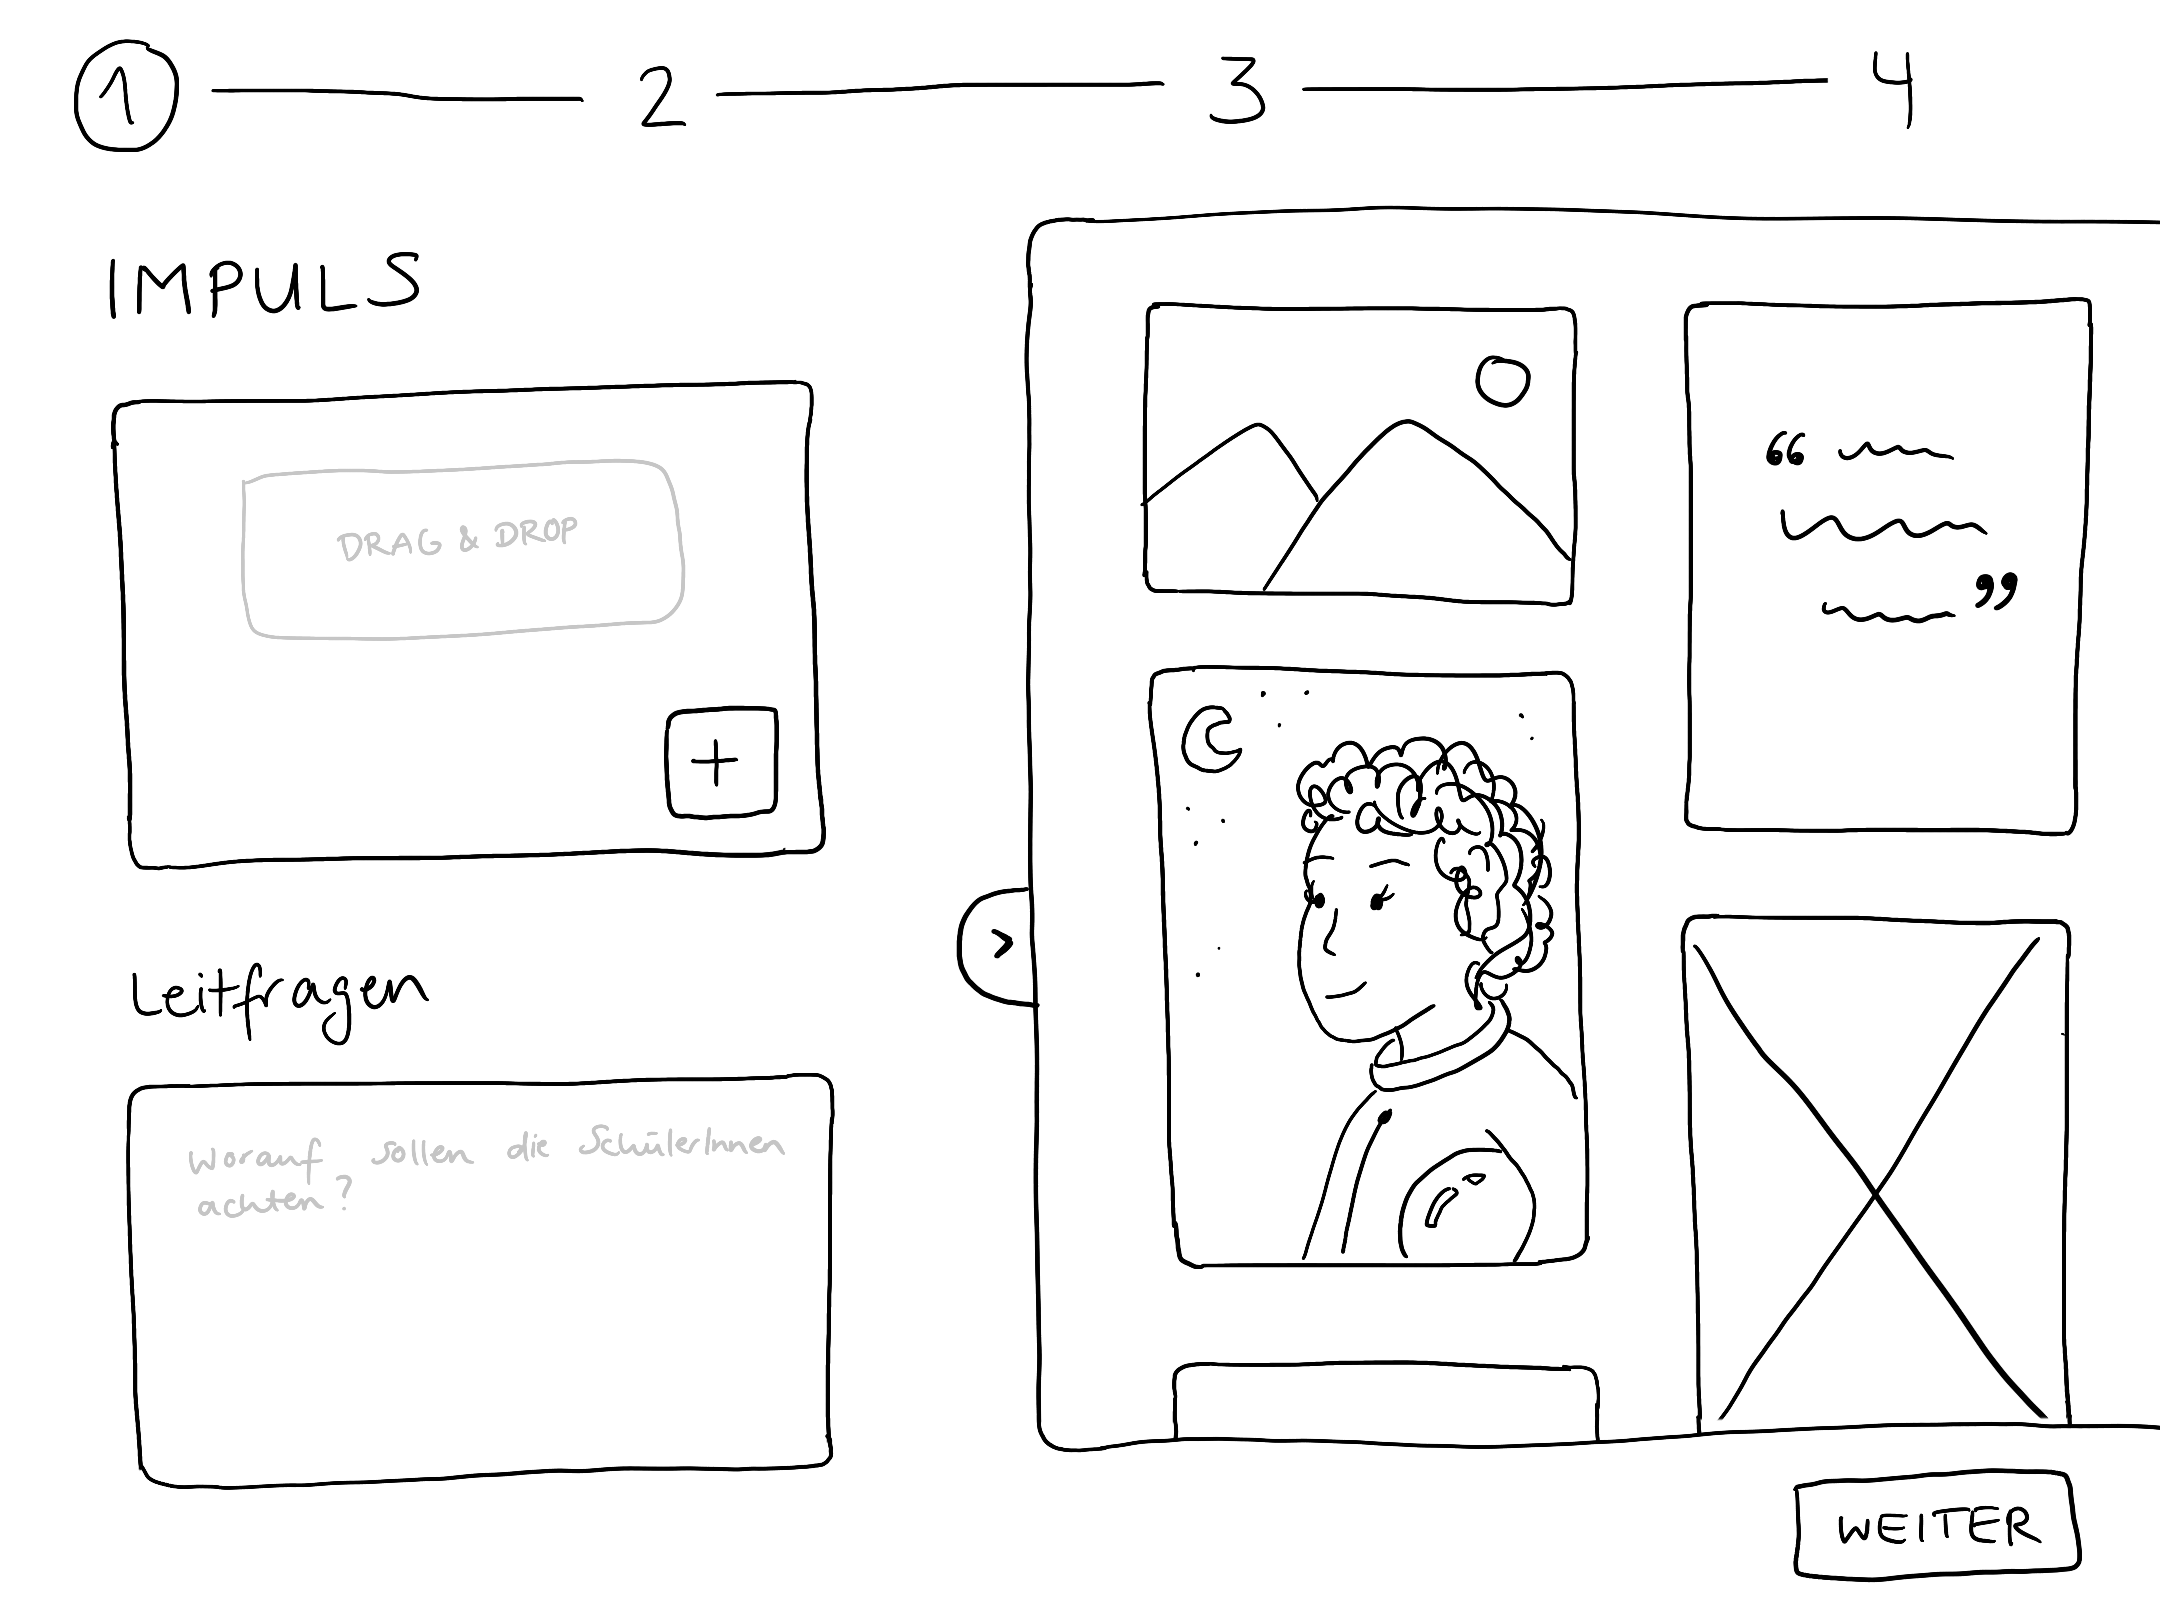 1 2 3 4
IMPULS
DRAG & DROP
+
>
Leitfragen
Worauf sollen die SchülerInnen
achten?
“
”
WEITER